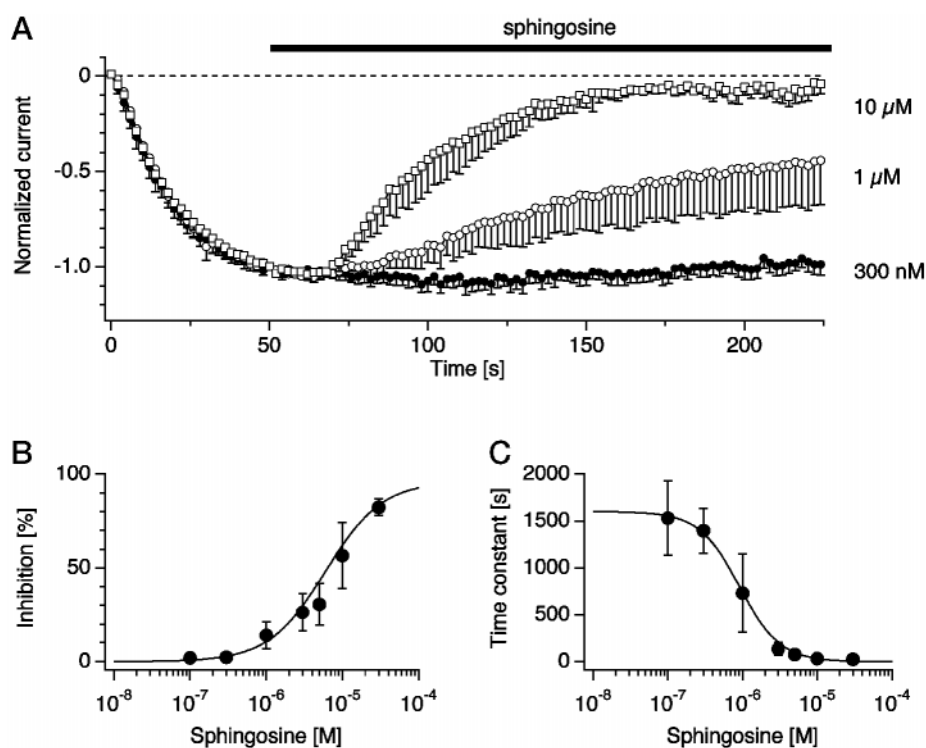 A
sphingosine
0
-0.5
-1.0
Normalized current
10 µM
1 µM
300 nM
0 50 100 150 200
Time [s]
B
100
50
0
Inhibition [%]
10-8 10-7 10-6 10-5 10-4
Sphingosine [M]
C
2000
1500
1000
500
0
Time constant [s]
10-8 10-7 10-6 10-5 10-4
Sphingosine [M]